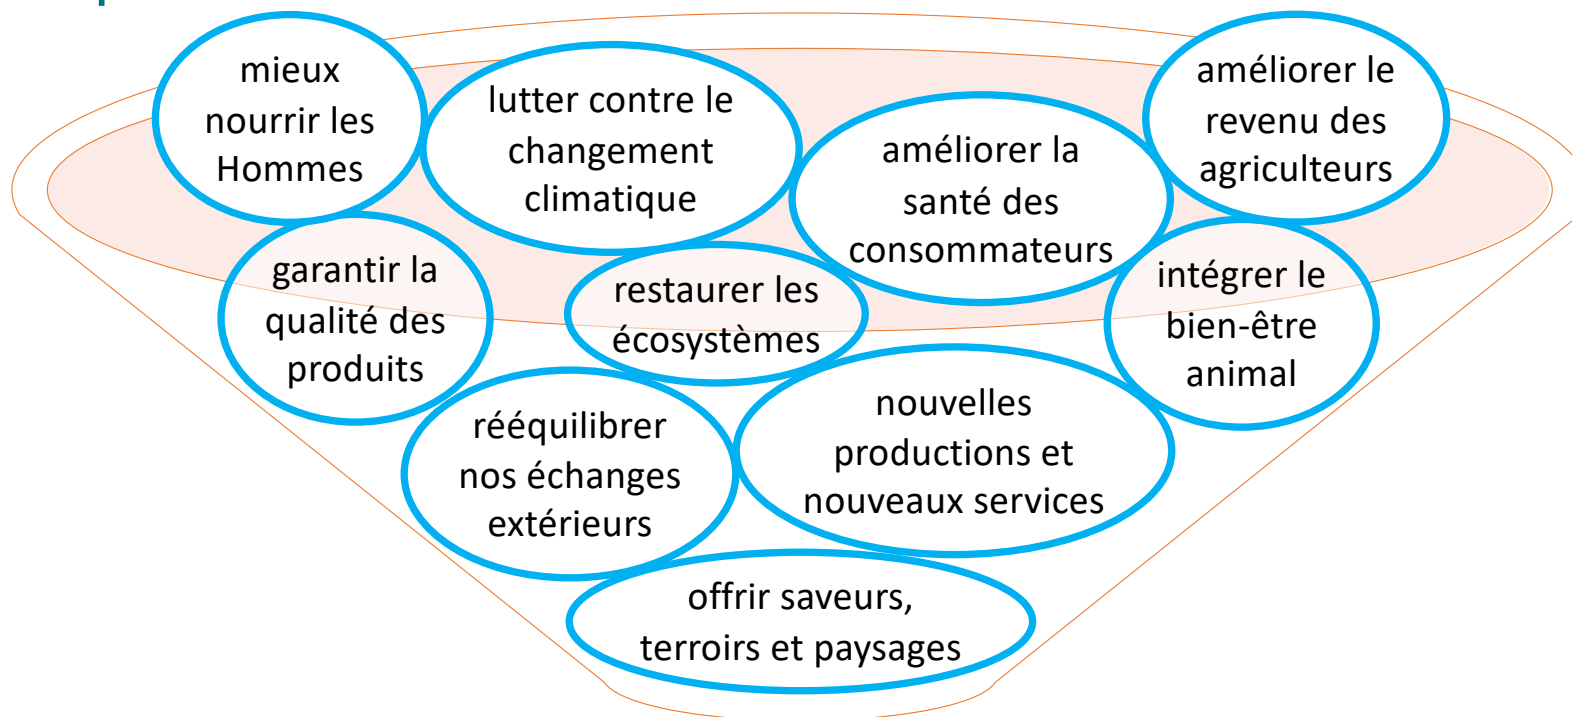 mieux
nourrir les
Hommes
lutter contre le
changement
climatique
améliorer la
santé des
consommateurs
améliorer le
revenu des
agriculteurs
garantir la
qualité des
produits
restaurer les
écosystèmes
intégrer le
bien-être
animal
rééquilibrer
nos échanges
extérieurs
nouvelles
productions et
nouveaux services
offrir saveurs,
terroirs et paysages